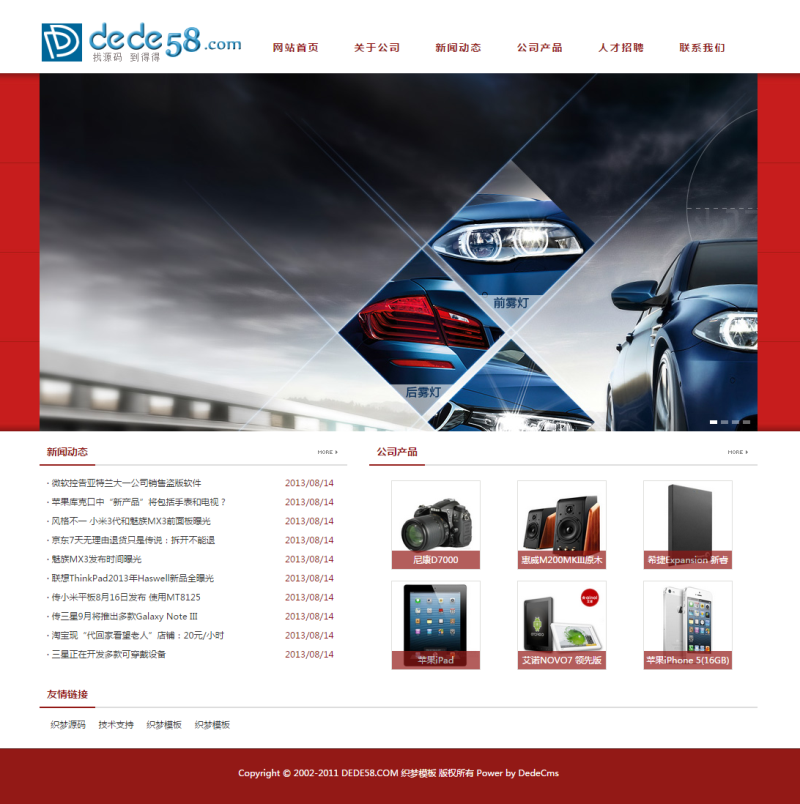 dede58.com
找源码 到得得
网站首页 关于公司 新闻动态 公司产品 人才招聘 联系我们
前雾灯
后雾灯
新闻动态 MORE
· 微软控告亚特兰大一公司销售盗版软件 2013/08/14
· 苹果库克口中“新产品”将包括手表和电视？ 2013/08/14
· 风格不一 小米3代和魅族MX3前面板曝光 2013/08/14
· 京东7天无理由退货只是传说：拆开不能退 2013/08/14
· 魅族MX3发布时间曝光 2013/08/14
· 联想ThinkPad2013年Haswell新品全曝光 2013/08/14
· 传小米平板8月16日发布 使用MT8125 2013/08/14
· 传三星9月将推出多款Galaxy Note III 2013/08/14
· 淘宝现“代回家看望老人”店铺：20元/小时 2013/08/14
· 三星正在开发多款可穿戴设备 2013/08/14
公司产品 MORE
尼康D7000
惠威M200MKIII原木
希捷Expansion 新睿
苹果iPad
艾诺NOVO7 领先版
苹果iPhone 5(16GB)
友情链接
织梦源码 技术支持 织梦模板 织梦模板
Copyright © 2002-2011 DEDE58.COM 织梦模板 版权所有 Power by DedeCms